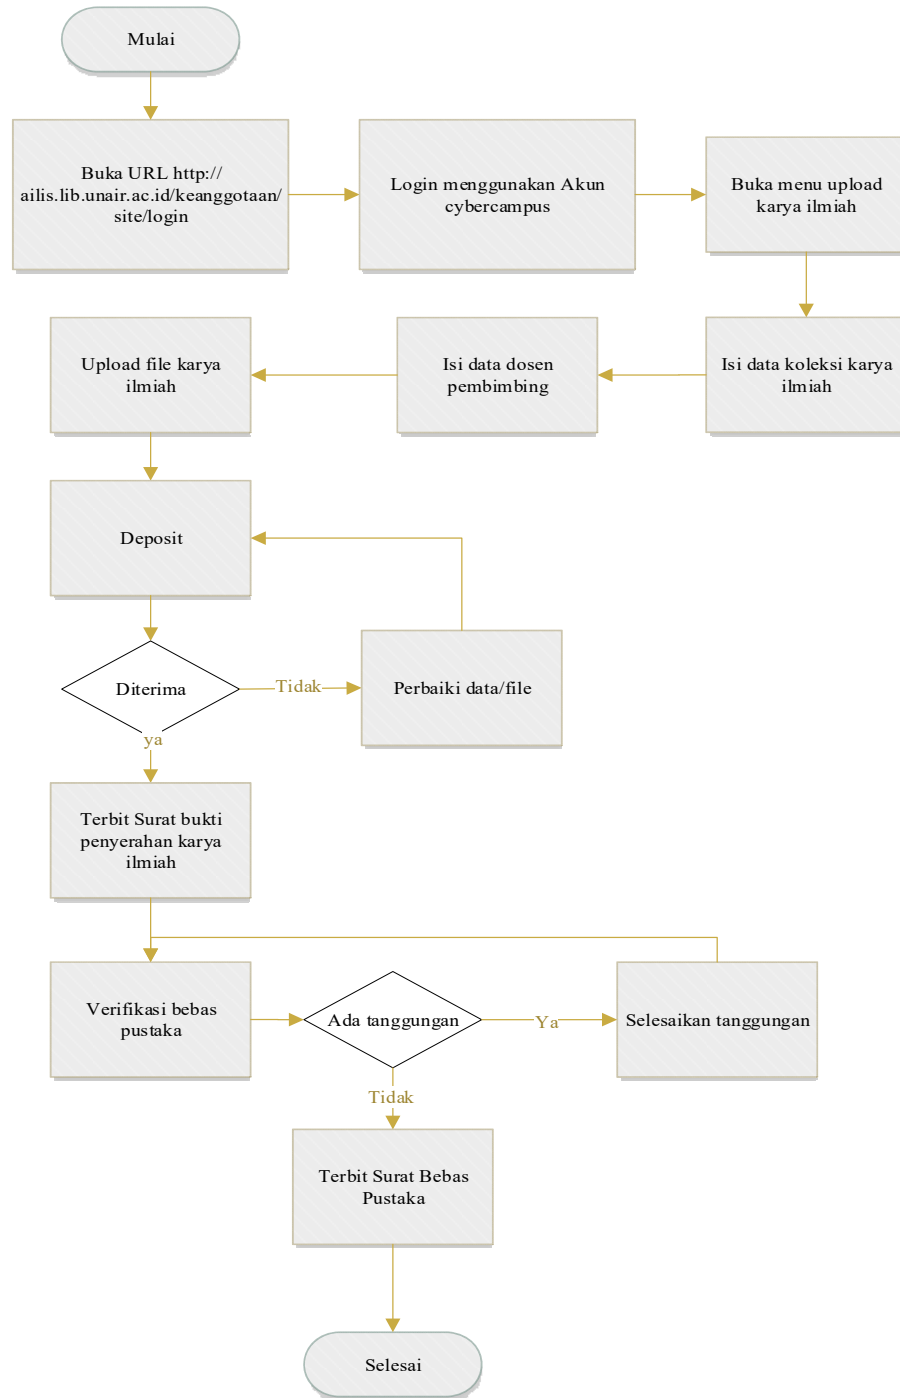 Mulai
Buka URL http://
ailis.lib.unair.ac.id/keanggotaan/
site/login
Login menggunakan Akun
cybercampus
Buka menu upload
karya ilmiah
Isi data koleksi karya
ilmiah
Isi data dosen
pembimbing
Upload file karya
ilmiah
Deposit
Diterima
Tidak
Perbaiki data/file
ya
Terbit Surat bukti
penyerahan karya
ilmiah
Verifikasi bebas
pustaka
Ada tanggungan
Ya
Selesaikan tanggungan
Tidak
Terbit Surat Bebas
Pustaka
Selesai